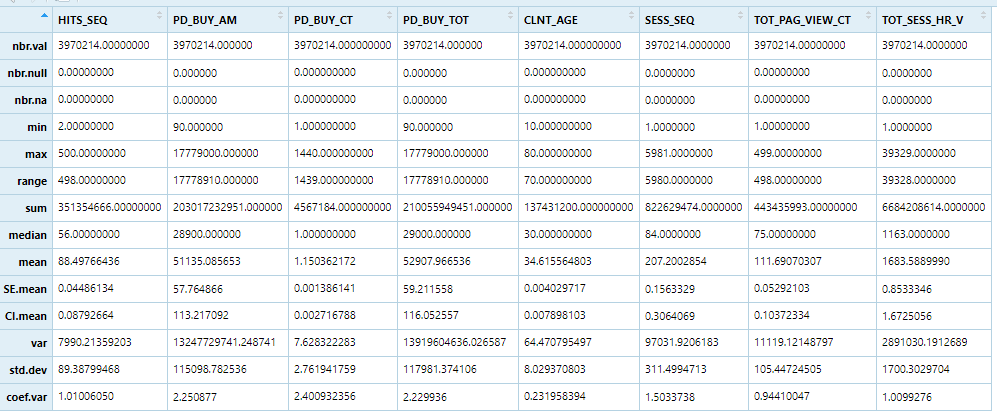 HITS_SEQ PD_BUY_AM PD_BUY_CT PD_BUY_TOT CLNT_AGE SESS_SEQ TOT_PAG_VIEW_CT TOT_SESS_HR_V
nbr.val 3970214.00000000 3970214.000000 3970214.000000000 3970214.000000 3970214.000000000 3970214.0000000 3970214.00000000 3970214.0000000
nbr.null 0.00000000 0.000000 0.000000000 0.000000 0.000000000 0.0000000 0.00000000 0.0000000
nbr.na 0.00000000 0.000000 0.000000000 0.000000 0.000000000 0.0000000 0.00000000 0.0000000
min 2.00000000 90.000000 1.000000000 90.000000 10.000000000 1.0000000 1.00000000 1.0000000
max 500.00000000 17779000.000000 1440.000000000 17779000.000000 80.000000000 5981.0000000 499.00000000 39329.0000000
range 498.00000000 17778910.000000 1439.000000000 17778910.000000 70.000000000 5980.0000000 498.00000000 39328.0000000
sum 351354666.00000000 203017232951.000000 4567184.000000000 210055949451.000000 137431200.000000000 822629474.0000000 443435993.00000000 6684208614.0000000
median 56.00000000 28900.000000 1.000000000 29000.000000 30.000000000 84.0000000 75.00000000 1163.0000000
mean 88.49766436 51135.085653 1.150362172 52907.966536 34.615564803 207.2002854 111.69070307 1683.5889990
SE.mean 0.04486134 57.764866 0.001386141 59.211558 0.004029717 0.1563329 0.05292103 0.8533346
CI.mean 0.08792664 113.217092 0.002716788 116.052557 0.007898103 0.3064069 0.10372334 1.6725056
var 7990.21359203 13247729741.248741 7.628322283 13919604636.026587 64.470795497 97031.9206183 11119.12148797 2891030.1912689
std.dev 89.38799468 115098.782536 2.761941759 117981.374106 8.029370803 311.4994713 105.44724505 1700.3029704
coef.var 1.01006050 2.250877 2.400932356 2.229936 0.231958394 1.5033738 0.94410047 1.0099276